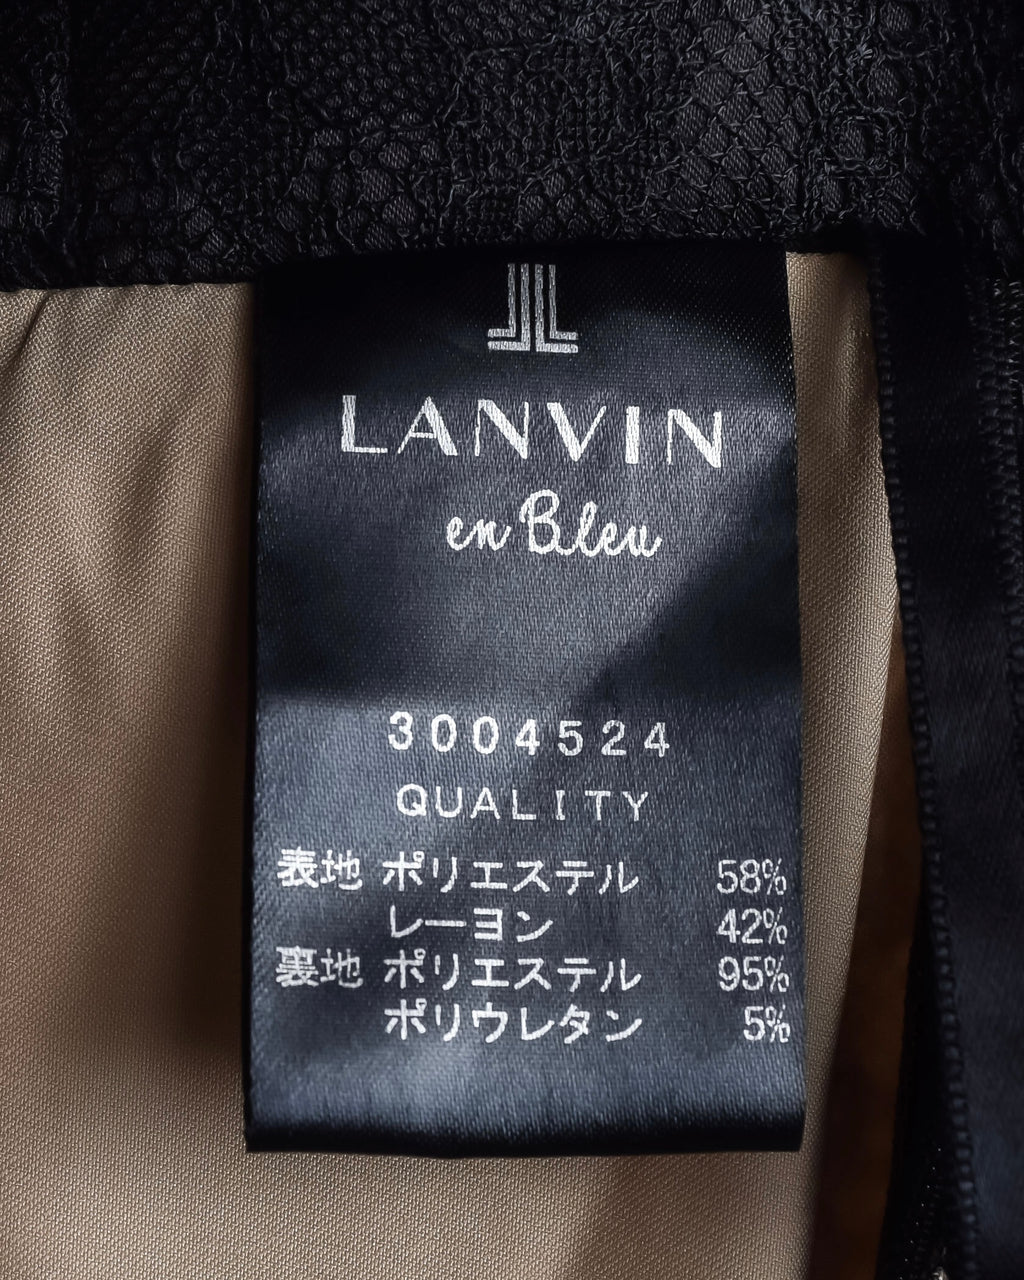 LANVIN
en Bleu
3004524
QUALITY
表地 ポリエステル 58%
レーヨン 42%
裏地 ポリエステル 95%
ポリウレタン 5%